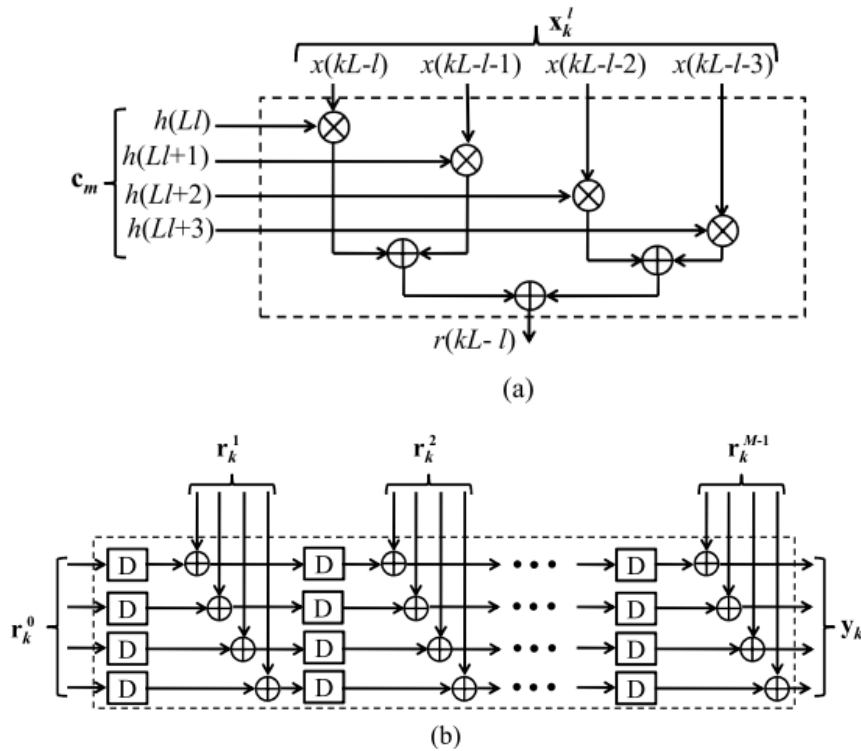 x_k^l
x(kL-l) x(kL-l-1) x(kL-l-2) x(kL-l-3)
c_m
h(Ll)
h(Ll+1)
h(Ll+2)
h(Ll+3)
r(kL- l)
(a)
r_k^1 r_k^2 r_k^{M-1}
r_k^0
D D ••• D
D D ••• D
D D ••• D
D D ••• D
y_k
(b)